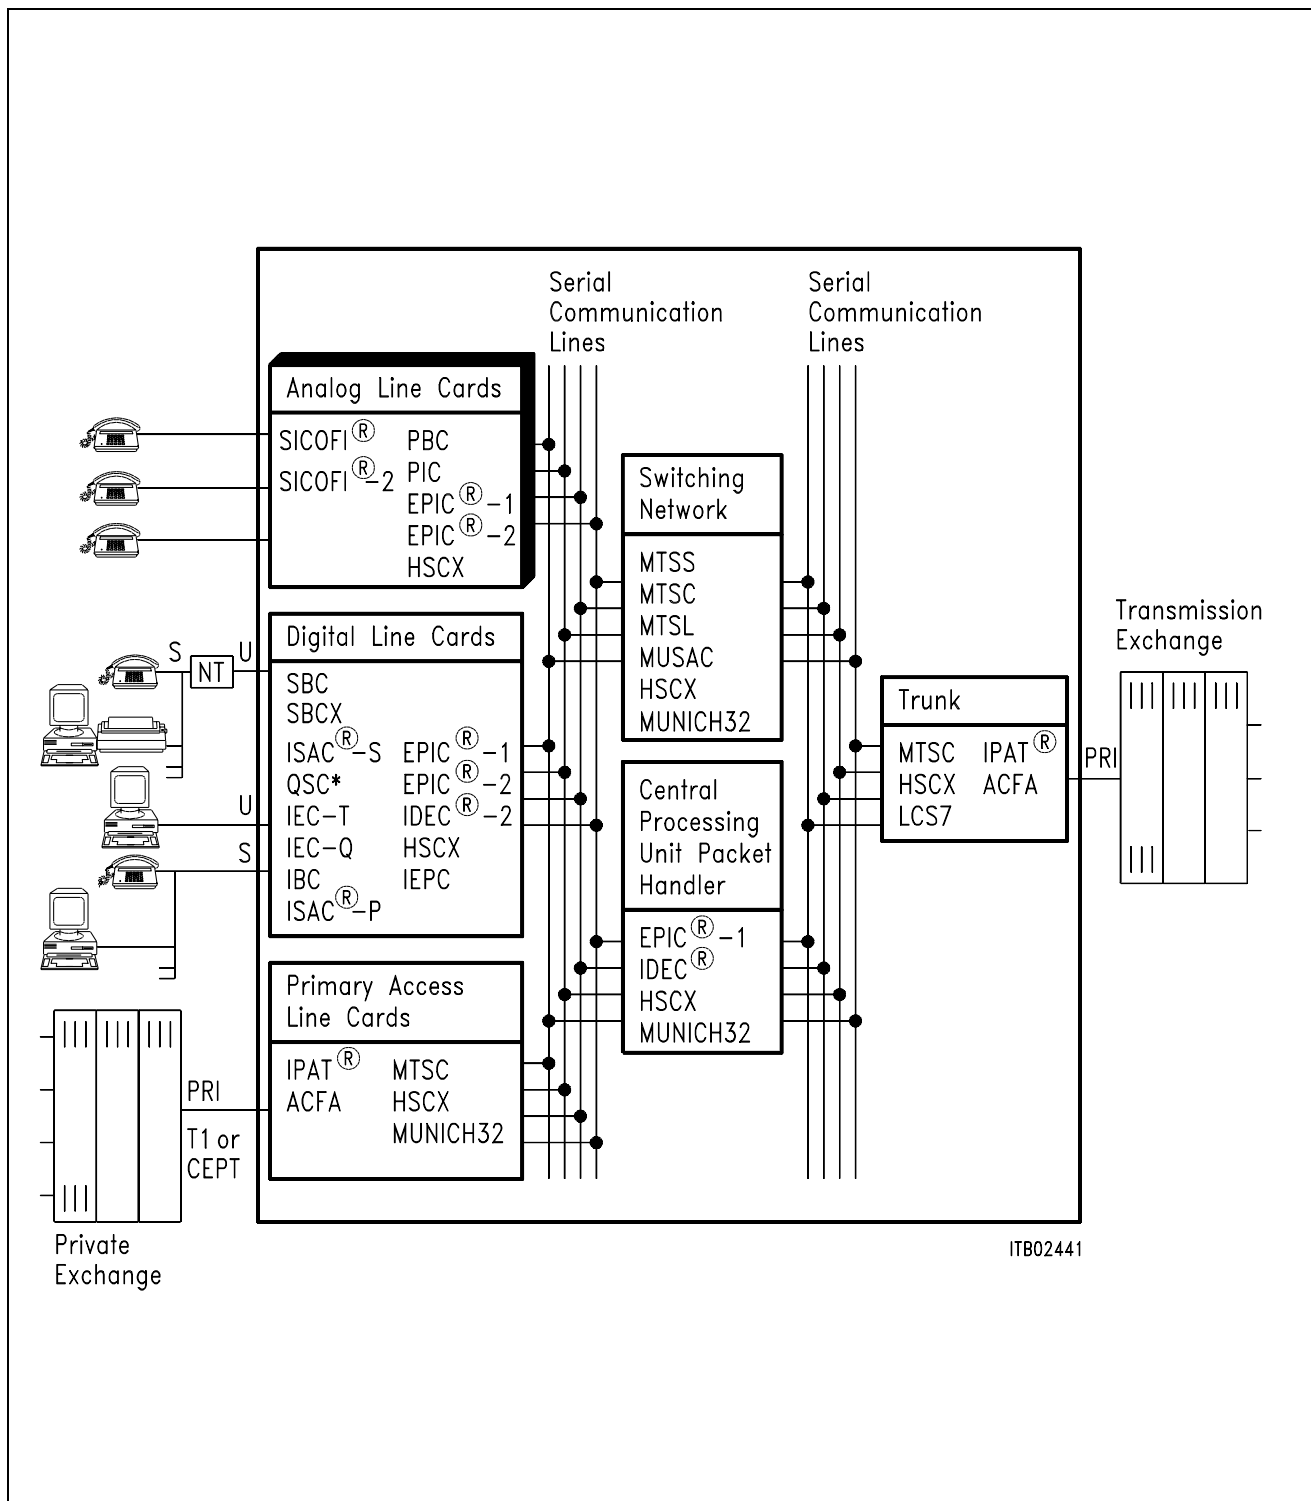 Serial
Communication
Lines
Serial
Communication
Lines
Analog Line Cards
SICOFI®
SICOFI®-2
PBC
PIC
EPIC®-1
EPIC®-2
HSCX
Switching
Network
MTSS
MTSC
MTSL
MUSAC
HSCX
MUNICH32
Digital Line Cards
SBC
SBCX
ISAC®-S
QSC*
IEC-T
IEC-Q
IBC
ISAC®-P
EPIC®-1
EPIC®-2
IDEC®-2
HSCX
IEPC
S
NT
U
U
S
Central
Processing
Unit Packet
Handler
EPIC®-1
IDEC®
HSCX
MUNICH32
Trunk
MTSC
HSCX
LCS7
IPAT®
ACFA
PRI
Transmission
Exchange
Primary Access
Line Cards
IPAT®
ACFA
MTSC
HSCX
MUNICH32
PRI
T1 or
CEPT
Private
Exchange
ITB02441